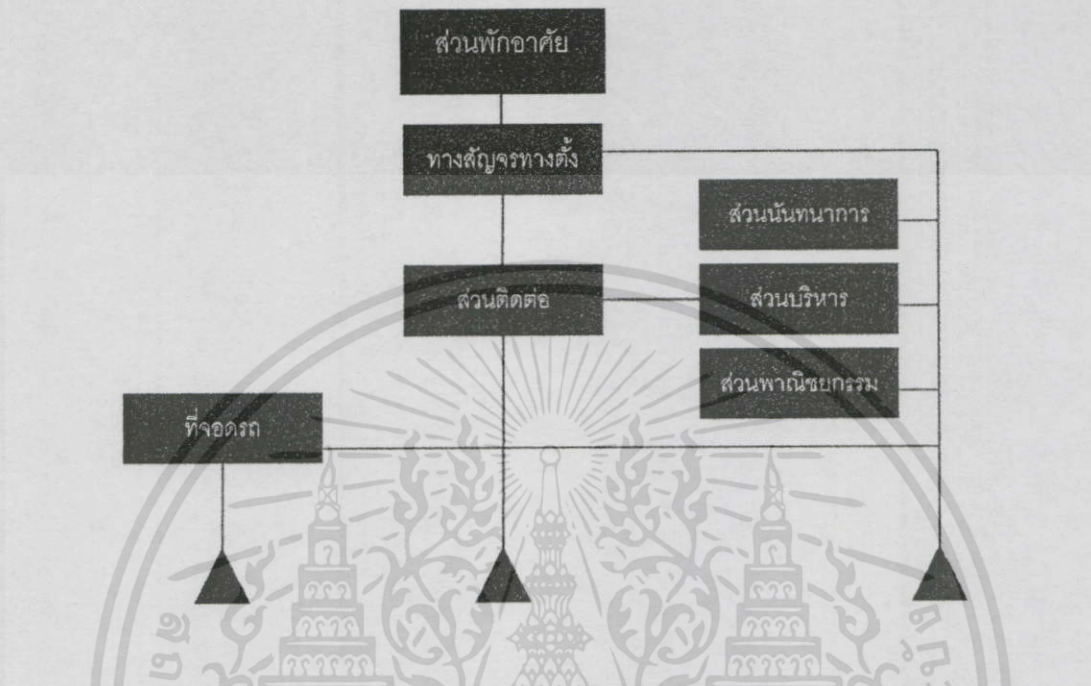 ส่วนพักอาศัย
ทางสัญจรทางตั้ง
ส่วนนันทนาการ
ส่วนติดต่อ
ส่วนบริหาร
ส่วนพาณิชยกรรม
ที่จอดรถ